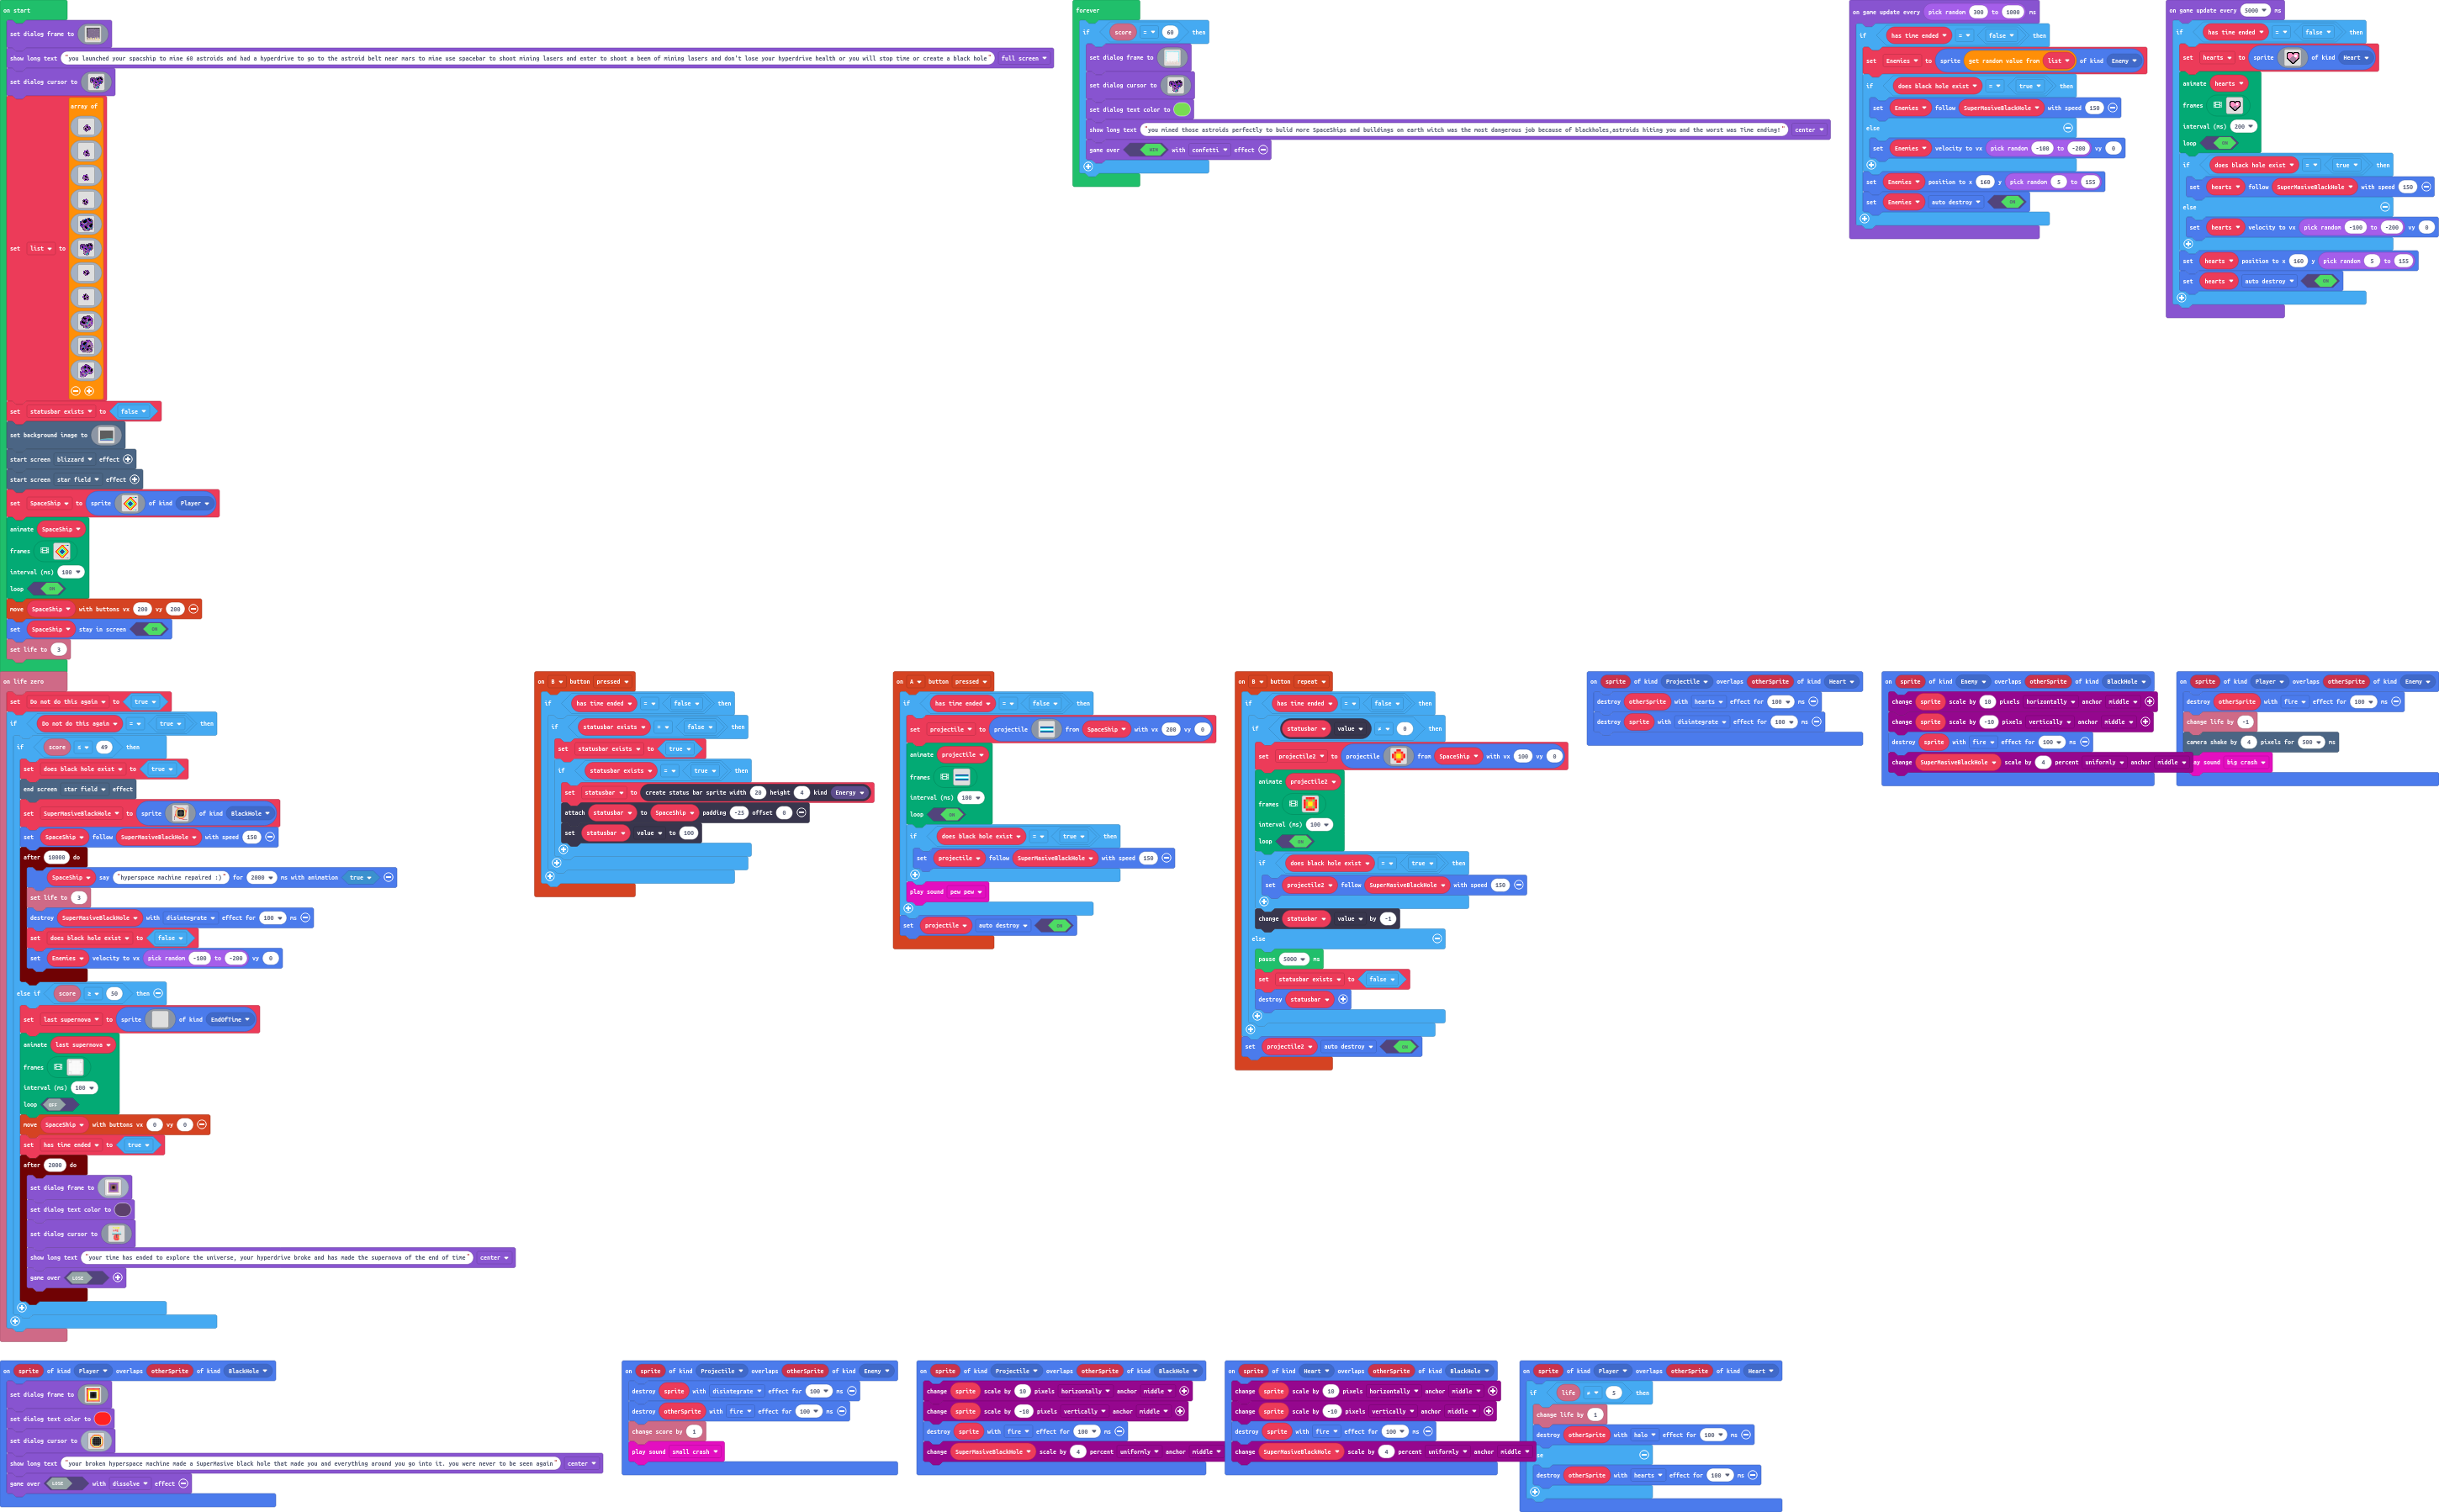 on start
set dialog frame to
show long text "you launched your spacship to mine 60 astroids and had a hyperdrive to go to the astroid belt near mars to mine use spacebar to shoot mining lasers and enter to shoot a beem of mining lasers and don't lose your hyperdrive health or you will stop time or create a black hole" full screen
set dialog cursor to
set list to array of
set statusbar exists to false
set background image to
start screen blizzard effect
start screen star field effect
set SpaceShip to sprite of kind Player
animate SpaceShip
frames
interval (ms) 100
loop ON
move SpaceShip with buttons vx 200 vy 200
set SpaceShip stay in screen ON
set life to 3
forever
if score = 60 then
set dialog frame to
set dialog cursor to
set dialog text color to
show long text "you mined those astroids perfectly to bulid more SpaceShips and buildings on earth witch was the most dangerous job because of blackholes,astroids hiting you and the worst was Time ending!" center
game over WIN with confetti effect
on game update every pick random 300 to 1000 ms
if has time ended = false then
set Enemies to sprite get random value from list of kind Enemy
if does black hole exist = true then
set Enemies follow SuperMasiveBlackHole with speed 150
else
set Enemies velocity to vx pick random -100 to -200 vy 0
set Enemies position to x 160 y pick random 5 to 155
set Enemies auto destroy ON
on game update every 5000 ms
if has time ended = false then
set hearts to sprite of kind Heart
animate hearts
frames
interval (ms) 200
loop ON
if does black hole exist = true then
set hearts follow SuperMasiveBlackHole with speed 150
else
set hearts velocity to vx pick random -100 to -200 vy 0
set hearts position to x 160 y pick random 5 to 155
set hearts auto destroy ON
on life zero
set Do not do this again to true
if Do not do this again = true then
if score ≤ 49 then
set does black hole exist to true
end screen star field effect
set SuperMasiveBlackHole to sprite of kind BlackHole
set SpaceShip follow SuperMasiveBlackHole with speed 150
after 10000 do
SpaceShip say "hyperspace machine repaired :)" for 2000 ms with animation true
set life to 3
destroy SuperMasiveBlackHole with disintegrate effect for 100 ms
set does black hole exist to false
set Enemies velocity to vx pick random -100 to -200 vy 0
else if score ≥ 50 then
set last supernova to sprite of kind EndOfTime
animate last supernova
frames
interval (ms) 100
loop OFF
move SpaceShip with buttons vx 0 vy 0
set has time ended to true
after 2000 do
set dialog frame to
set dialog text color to
set dialog cursor to
show long text "your time has ended to explore the universe, your hyperdrive broke and has made the supernova of the end of time" center
game over LOSE
on B button pressed
if has time ended = false then
if statusbar exists = false then
set statusbar exists to true
if statusbar exists = true then
set statusbar to create status bar sprite width 20 height 4 kind Energy
attach statusbar to SpaceShip padding -25 offset 0
set statusbar value to 100
on A button pressed
if has time ended = false then
set projectile to projectile from SpaceShip with vx 200 vy 0
animate projectile
frames
interval (ms) 100
loop ON
if does black hole exist = true then
set projectile follow SuperMasiveBlackHole with speed 150
play sound pew pew
set projectile auto destroy ON
on B button repeat
if has time ended = false then
if statusbar value ≠ 0 then
set projectile2 to projectile from SpaceShip with vx 100 vy 0
animate projectile2
frames
interval (ms) 100
loop ON
if does black hole exist = true then
set projectile2 follow SuperMasiveBlackHole with speed 150
change statusbar value by -1
else
pause 5000 ms
set statusbar exists to false
destroy statusbar
set projectile2 auto destroy ON
on sprite of kind Projectile overlaps otherSprite of kind Heart
destroy otherSprite with hearts effect for 100 ms
destroy sprite with disintegrate effect for 100 ms
on sprite of kind Enemy overlaps otherSprite of kind BlackHole
change sprite scale by 10 pixels horizontally anchor middle
change sprite scale by -10 pixels vertically anchor middle
destroy sprite with fire effect for 100 ms
change SuperMasiveBlackHole scale by 4 percent uniformly anchor middle
on sprite of kind Player overlaps otherSprite of kind Enemy
destroy otherSprite with fire effect for 100 ms
change life by -1
camera shake by 4 pixels for 500 ms
ay sound big crash
on sprite of kind Player overlaps otherSprite of kind BlackHole
set dialog frame to
set dialog text color to
set dialog cursor to
show long text "your broken hyperspace machine made a SuperMasive black hole that made you and everything around you go into it. you were never to be seen again" center
game over LOSE with dissolve effect
on sprite of kind Projectile overlaps otherSprite of kind Enemy
destroy sprite with disintegrate effect for 100 ms
destroy otherSprite with fire effect for 100 ms
change score by 1
play sound small crash
on sprite of kind Projectile overlaps otherSprite of kind BlackHole
change sprite scale by 10 pixels horizontally anchor middle
change sprite scale by -10 pixels vertically anchor middle
destroy sprite with fire effect for 100 ms
change SuperMasiveBlackHole scale by 4 percent uniformly anchor middle
on sprite of kind Heart overlaps otherSprite of kind BlackHole
change sprite scale by 10 pixels horizontally anchor middle
change sprite scale by -10 pixels vertically anchor middle
destroy sprite with fire effect for 100 ms
change SuperMasiveBlackHole scale by 4 percent uniformly anchor middle
on sprite of kind Player overlaps otherSprite of kind Heart
if life ≠ 5 then
change life by 1
destroy otherSprite with halo effect for 100 ms
se
destroy otherSprite with hearts effect for 100 ms